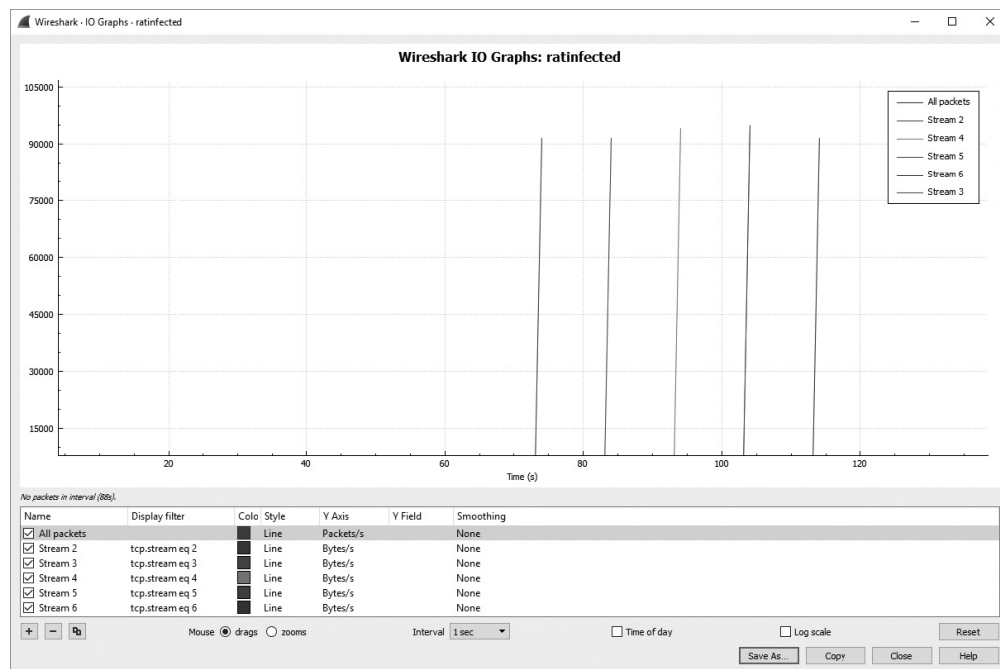 Wireshark · IO Graphs · ratinfected
Wireshark IO Graphs: ratinfected
105000
90000
75000
60000
45000
30000
15000
All packets
Stream 2
Stream 4
Stream 5
Stream 6
Stream 3
20 40 60 80 100 120
Time (s)
No packets in interval (88s).
Name Display filter Colo Style Y Axis Y Field Smoothing
All packets Line Packets/s None
Stream 2 tcp.stream eq 2 Line Bytes/s None
Stream 3 tcp.stream eq 3 Line Bytes/s None
Stream 4 tcp.stream eq 4 Line Bytes/s None
Stream 5 tcp.stream eq 5 Line Bytes/s None
Stream 6 tcp.stream eq 6 Line Bytes/s None
+ − Mouse drags zooms Interval 1 sec Time of day Log scale Reset
Save As... Copy Close Help